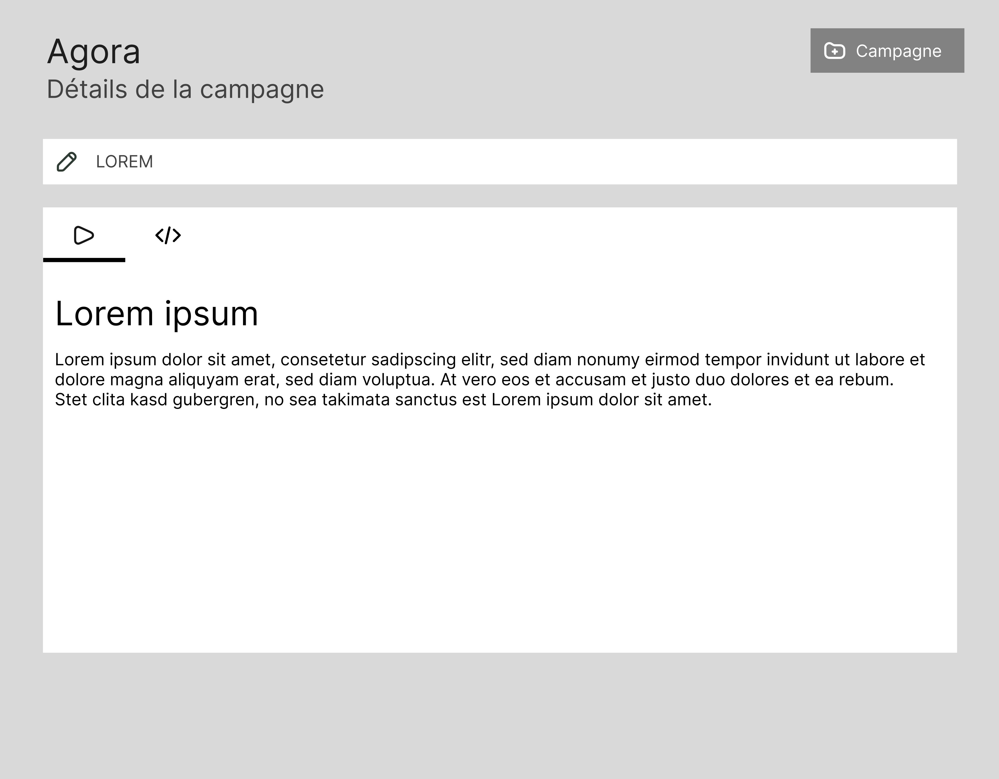 Agora
Campagne
Détails de la campagne
LOREM
Lorem ipsum
Lorem ipsum dolor sit amet, consetetur sadipscing elitr, sed diam nonumy eirmod tempor invidunt ut labore et
dolore magna aliquyam erat, sed diam voluptua. At vero eos et accusam et justo duo dolores et ea rebum.
Stet clita kasd gubergren, no sea takimata sanctus est Lorem ipsum dolor sit amet.